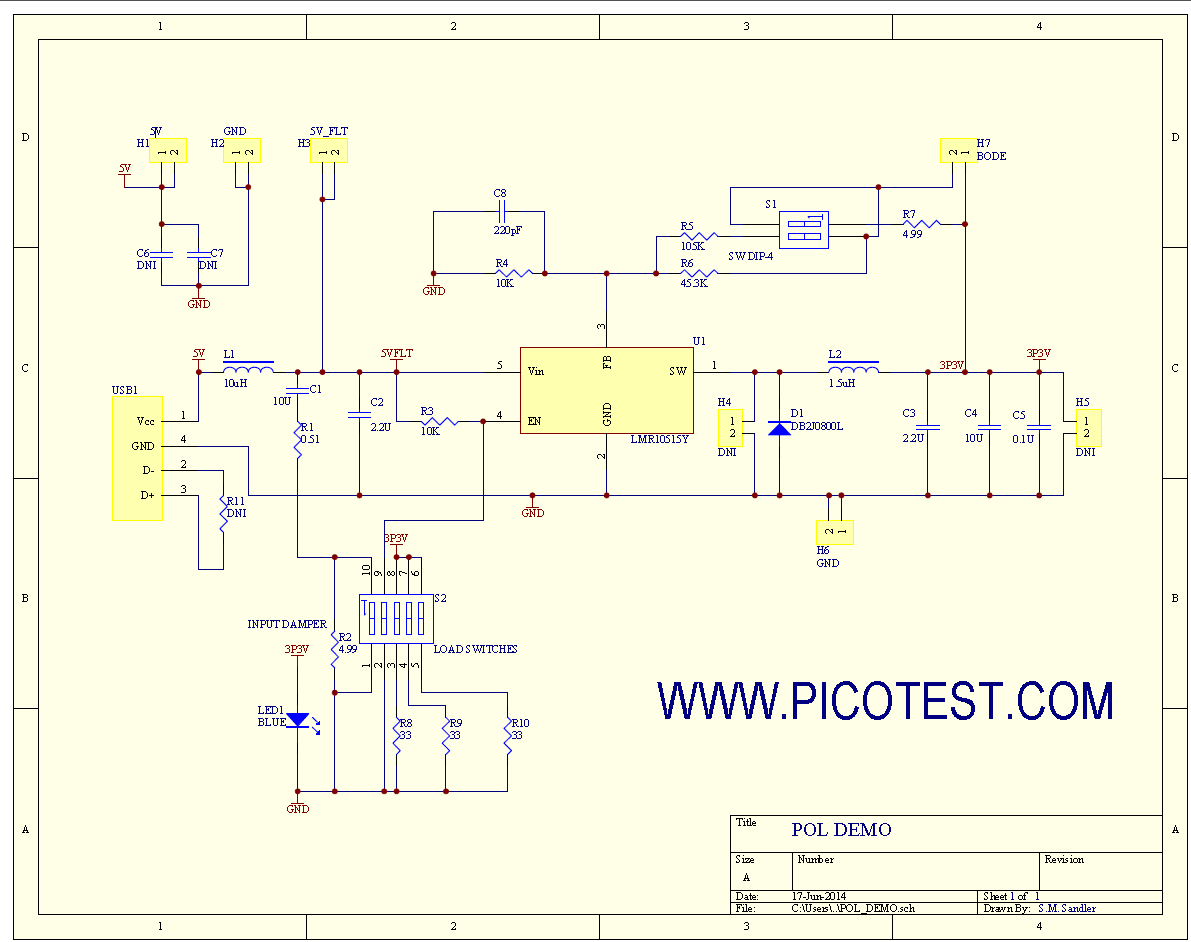 1 2 3 4
D D
5V GND 5V_FLT
H1 H2 H3 H7
1 2 1 2 1 2 2 1
BODE
5V
C8
220pF
S1
1
R5
105K
R7
4.99
C6
DNI
C7
DNI
SW DIP-4
R4
10K
R6
45.3K
GND
GND
3
C C
5V L1
10uH
5VFLT
5 Vin FB SW 1
U1
L2
1.5uH
3P3V 3P3V
USB1
C1
10U
C2
2.2U
R3
10K
4 EN GND
LMR10515Y
2
H4
1
2
DNI
D1
DB2J0800L
C3
2.2U
C4
10U
C5
0.1U
H5
1
2
DNI
Vcc 1
GND 4
D- 2
D+ 3
R1
0.51
R11
DNI
GND
2 1
H6
GND
3P3V
10 9 8 7 6
B B
S2
1
INPUT DAMPER
R2
4.99
LOAD SWITCHES
3P3V
1 2 3 4 5
LED1
BLUE
R8
33
R9
33
R10
33
WWW.PICOTEST.COM
GND
A A
Title
POL DEMO
Size Number Revision
A
Date: 17-Jun-2014 Sheet 1 of 1
File: C:\Users\..\POL_DEMO.sch Drawn By: S.M.Sandler
1 2 3 4